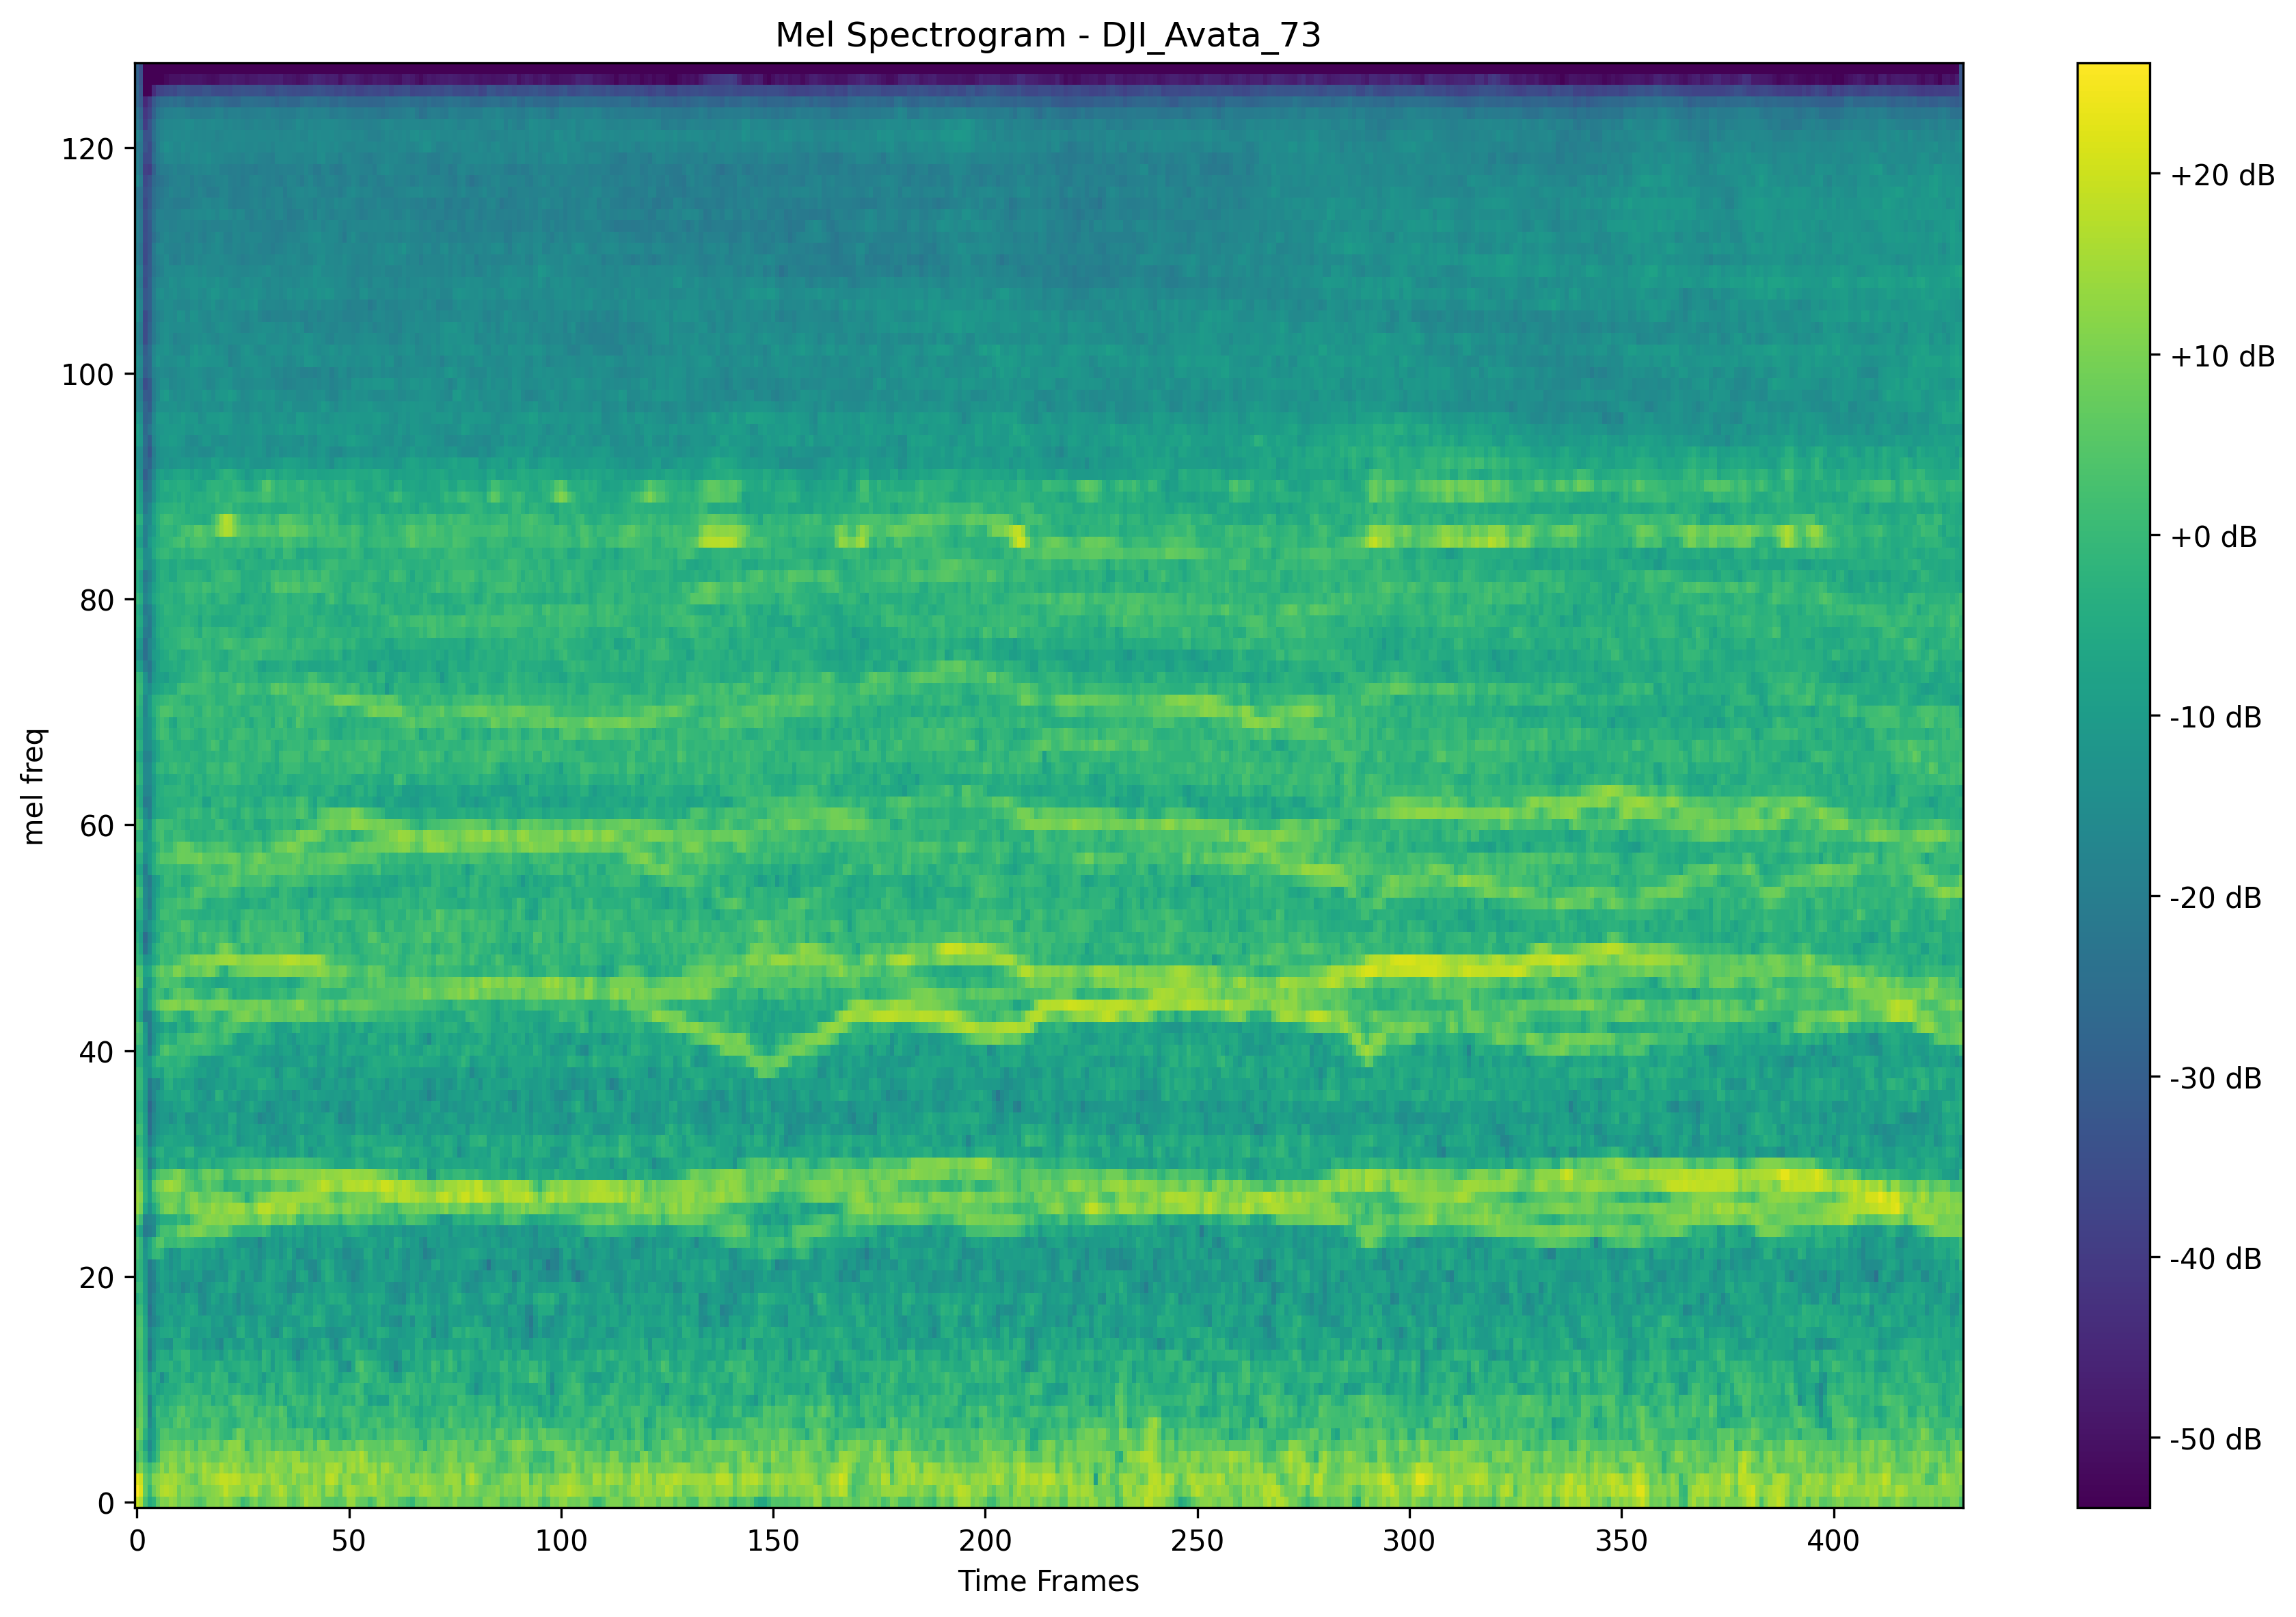 Mel Spectrogram - DJI_Avata_73
mel freq
120
100
80
60
40
20
0
0 50 100 150 200 250 300 350 400
Time Frames
+20 dB
+10 dB
+0 dB
-10 dB
-20 dB
-30 dB
-40 dB
-50 dB